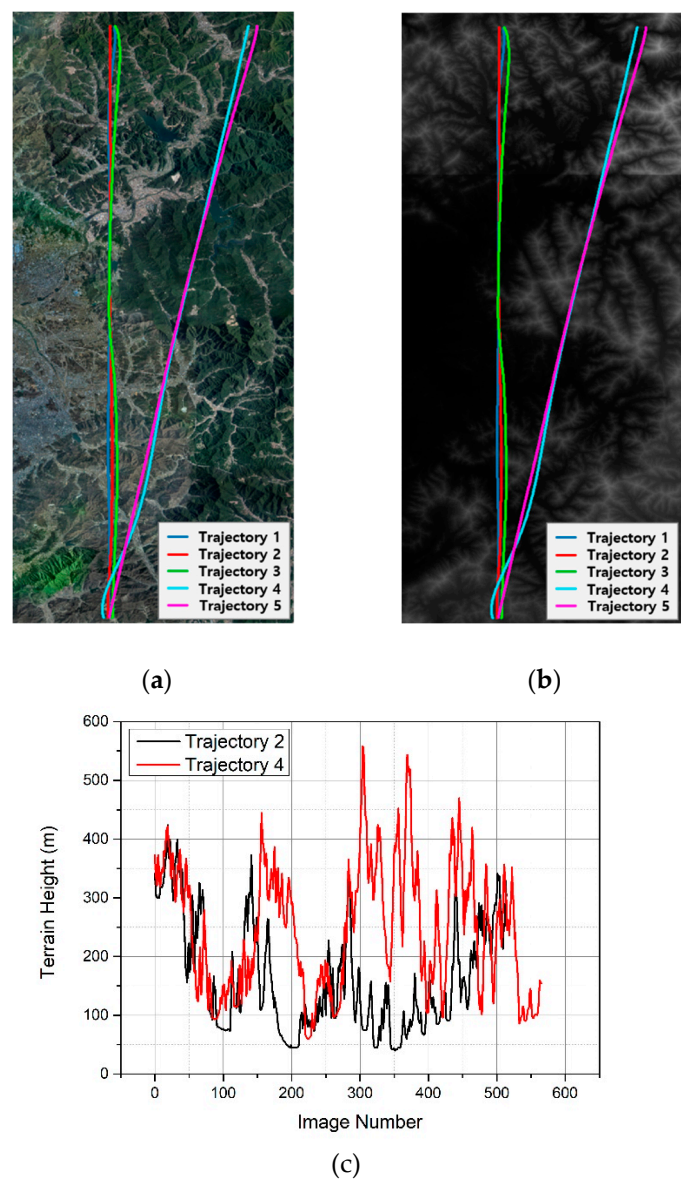 Trajectory 1
Trajectory 2
Trajectory 3
Trajectory 4
Trajectory 5
Trajectory 1
Trajectory 2
Trajectory 3
Trajectory 4
Trajectory 5
(a)
(b)
600
500
400
300
200
100
0
Terrain Height (m)
Trajectory 2
Trajectory 4
0
100
200
300
400
500
600
Image Number
(c)